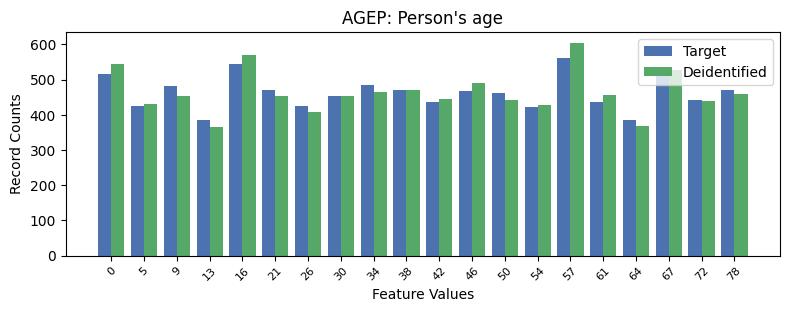 AGEP: Person's age
Target
Deidentified
Record Counts
600
500
400
300
200
100
0
0 5 9 13 16 21 26 30 34 38 42 46 50 54 57 61 64 67 72 78
Feature Values